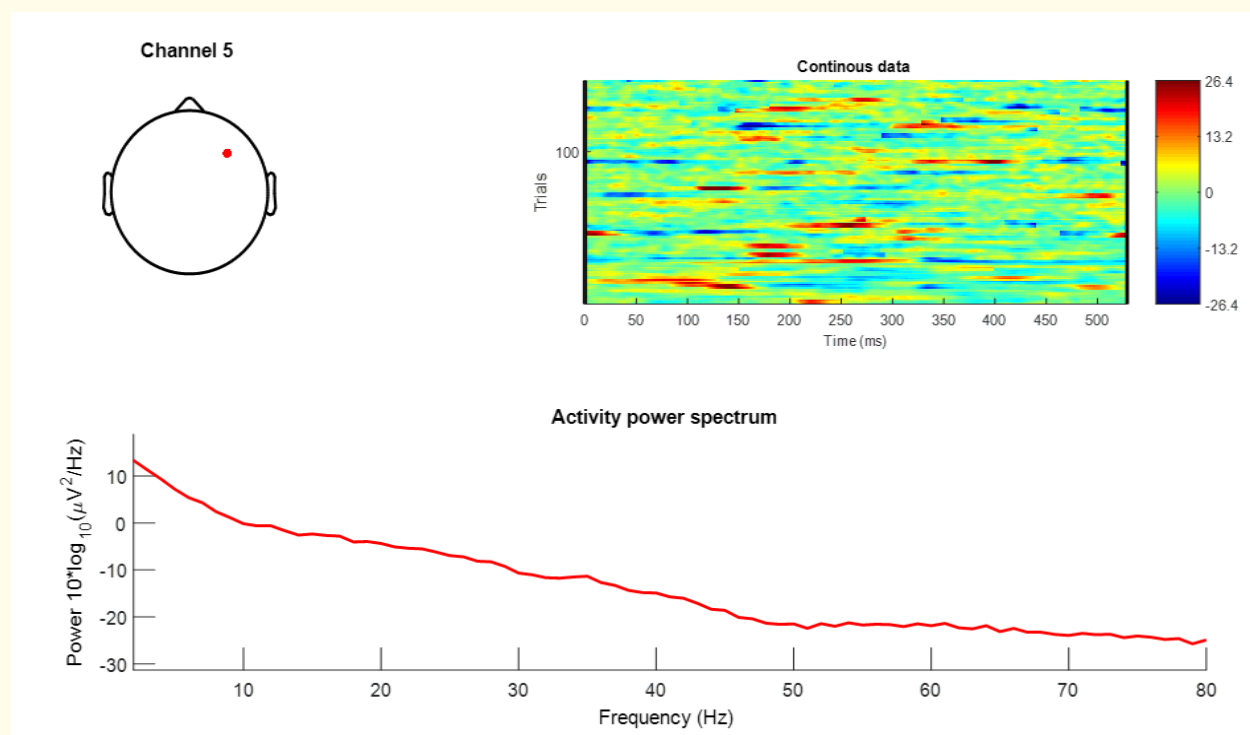 Channel 5
Continous data
Trials
100
0 50 100 150 200 250 300 350 400 450 500
Time (ms)
26.4
13.2
0
-13.2
-26.4
Activity power spectrum
Power 10*log10(μV2/Hz)
10
0
-10
-20
-30
10 20 30 40 50 60 70 80
Frequency (Hz)